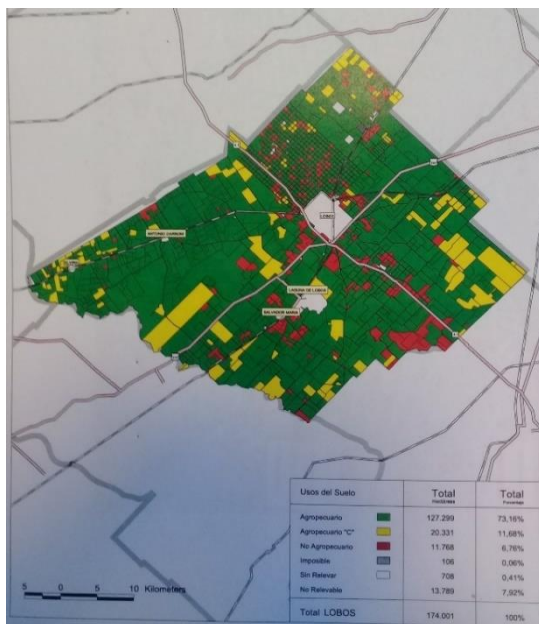 LOBOS
ANTONIO CARBONI
LAGUNA DE LOBOS
SALVADOR MARIA
Usos del Suelo Total Total
Hectáreas Porcentaje
Agropecuario 127.299 73,16%
Agropecuario "C" 20.331 11,68%
No Agropecuario 11.768 6,76%
Imposible 106 0,06%
Sin Relevar 708 0,41%
No Relevable 13.789 7,92%
Total LOBOS 174.001 100%
5 0 5 10 Kilometers